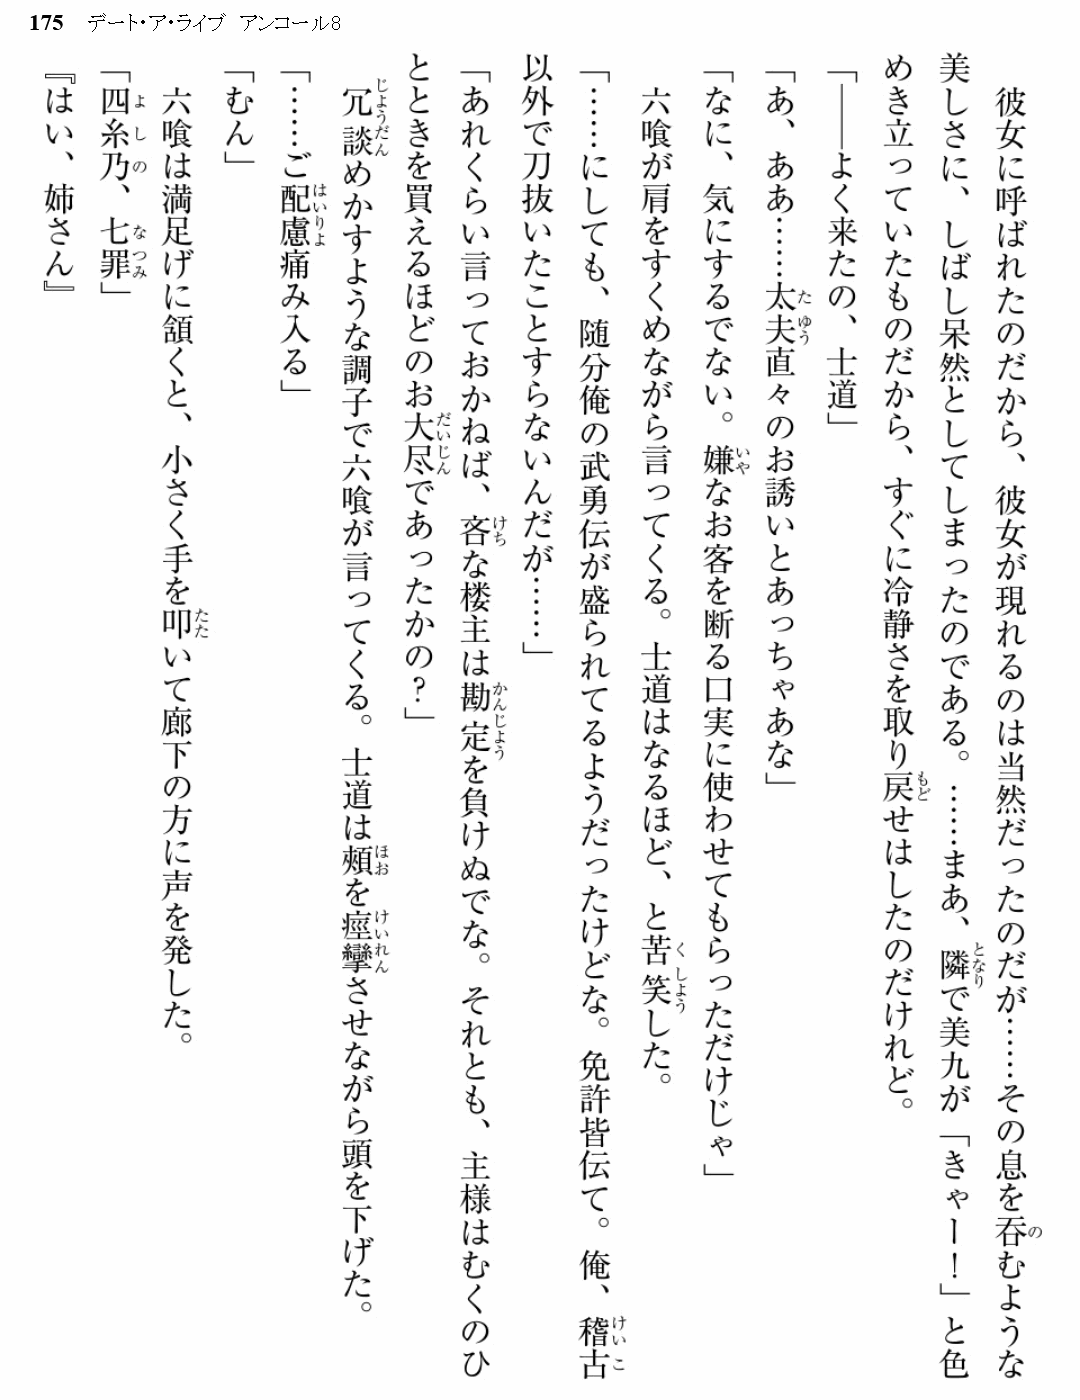 175 デート・ア・ライブ アンコール8
彼女に呼ばれたのだから、彼女が現れるのは当然だったのだが……その息を呑むような
美しさに、しばし呆然としてしまったのである。……まあ、隣で美九が「きゃー！」と色
めき立っていたものだから、すぐに冷静さを取り戻せはしたのだけれど。
「――よく来たの、士道」
「あ、ああ……太夫直々のお誘いとあっちゃあな」
「なに、気にするでない。嫌なお客を断る口実に使わせてもらっただけじゃ」
六喰が肩をすくめながら言ってくる。士道はなるほど、と苦笑した。
「……にしても、随分俺の武勇伝が盛られてるようだったけどな。免許皆伝て。俺、稽古
以外で刀抜いたことすらないんだが……」
「あれくらい言っておかねば、吝な楼主は勘定を負けぬでな。それとも、主様はむくのひ
とときを買えるほどのお大尽であったかの？」
冗談めかすような調子で六喰が言ってくる。士道は頰を痙攣させながら頭を下げた。
「……ご配慮痛み入る」
「むん」
六喰は満足げに頷くと、小さく手を叩いて廊下の方に声を発した。
「四糸乃、七罪」
『はい、姉さん』